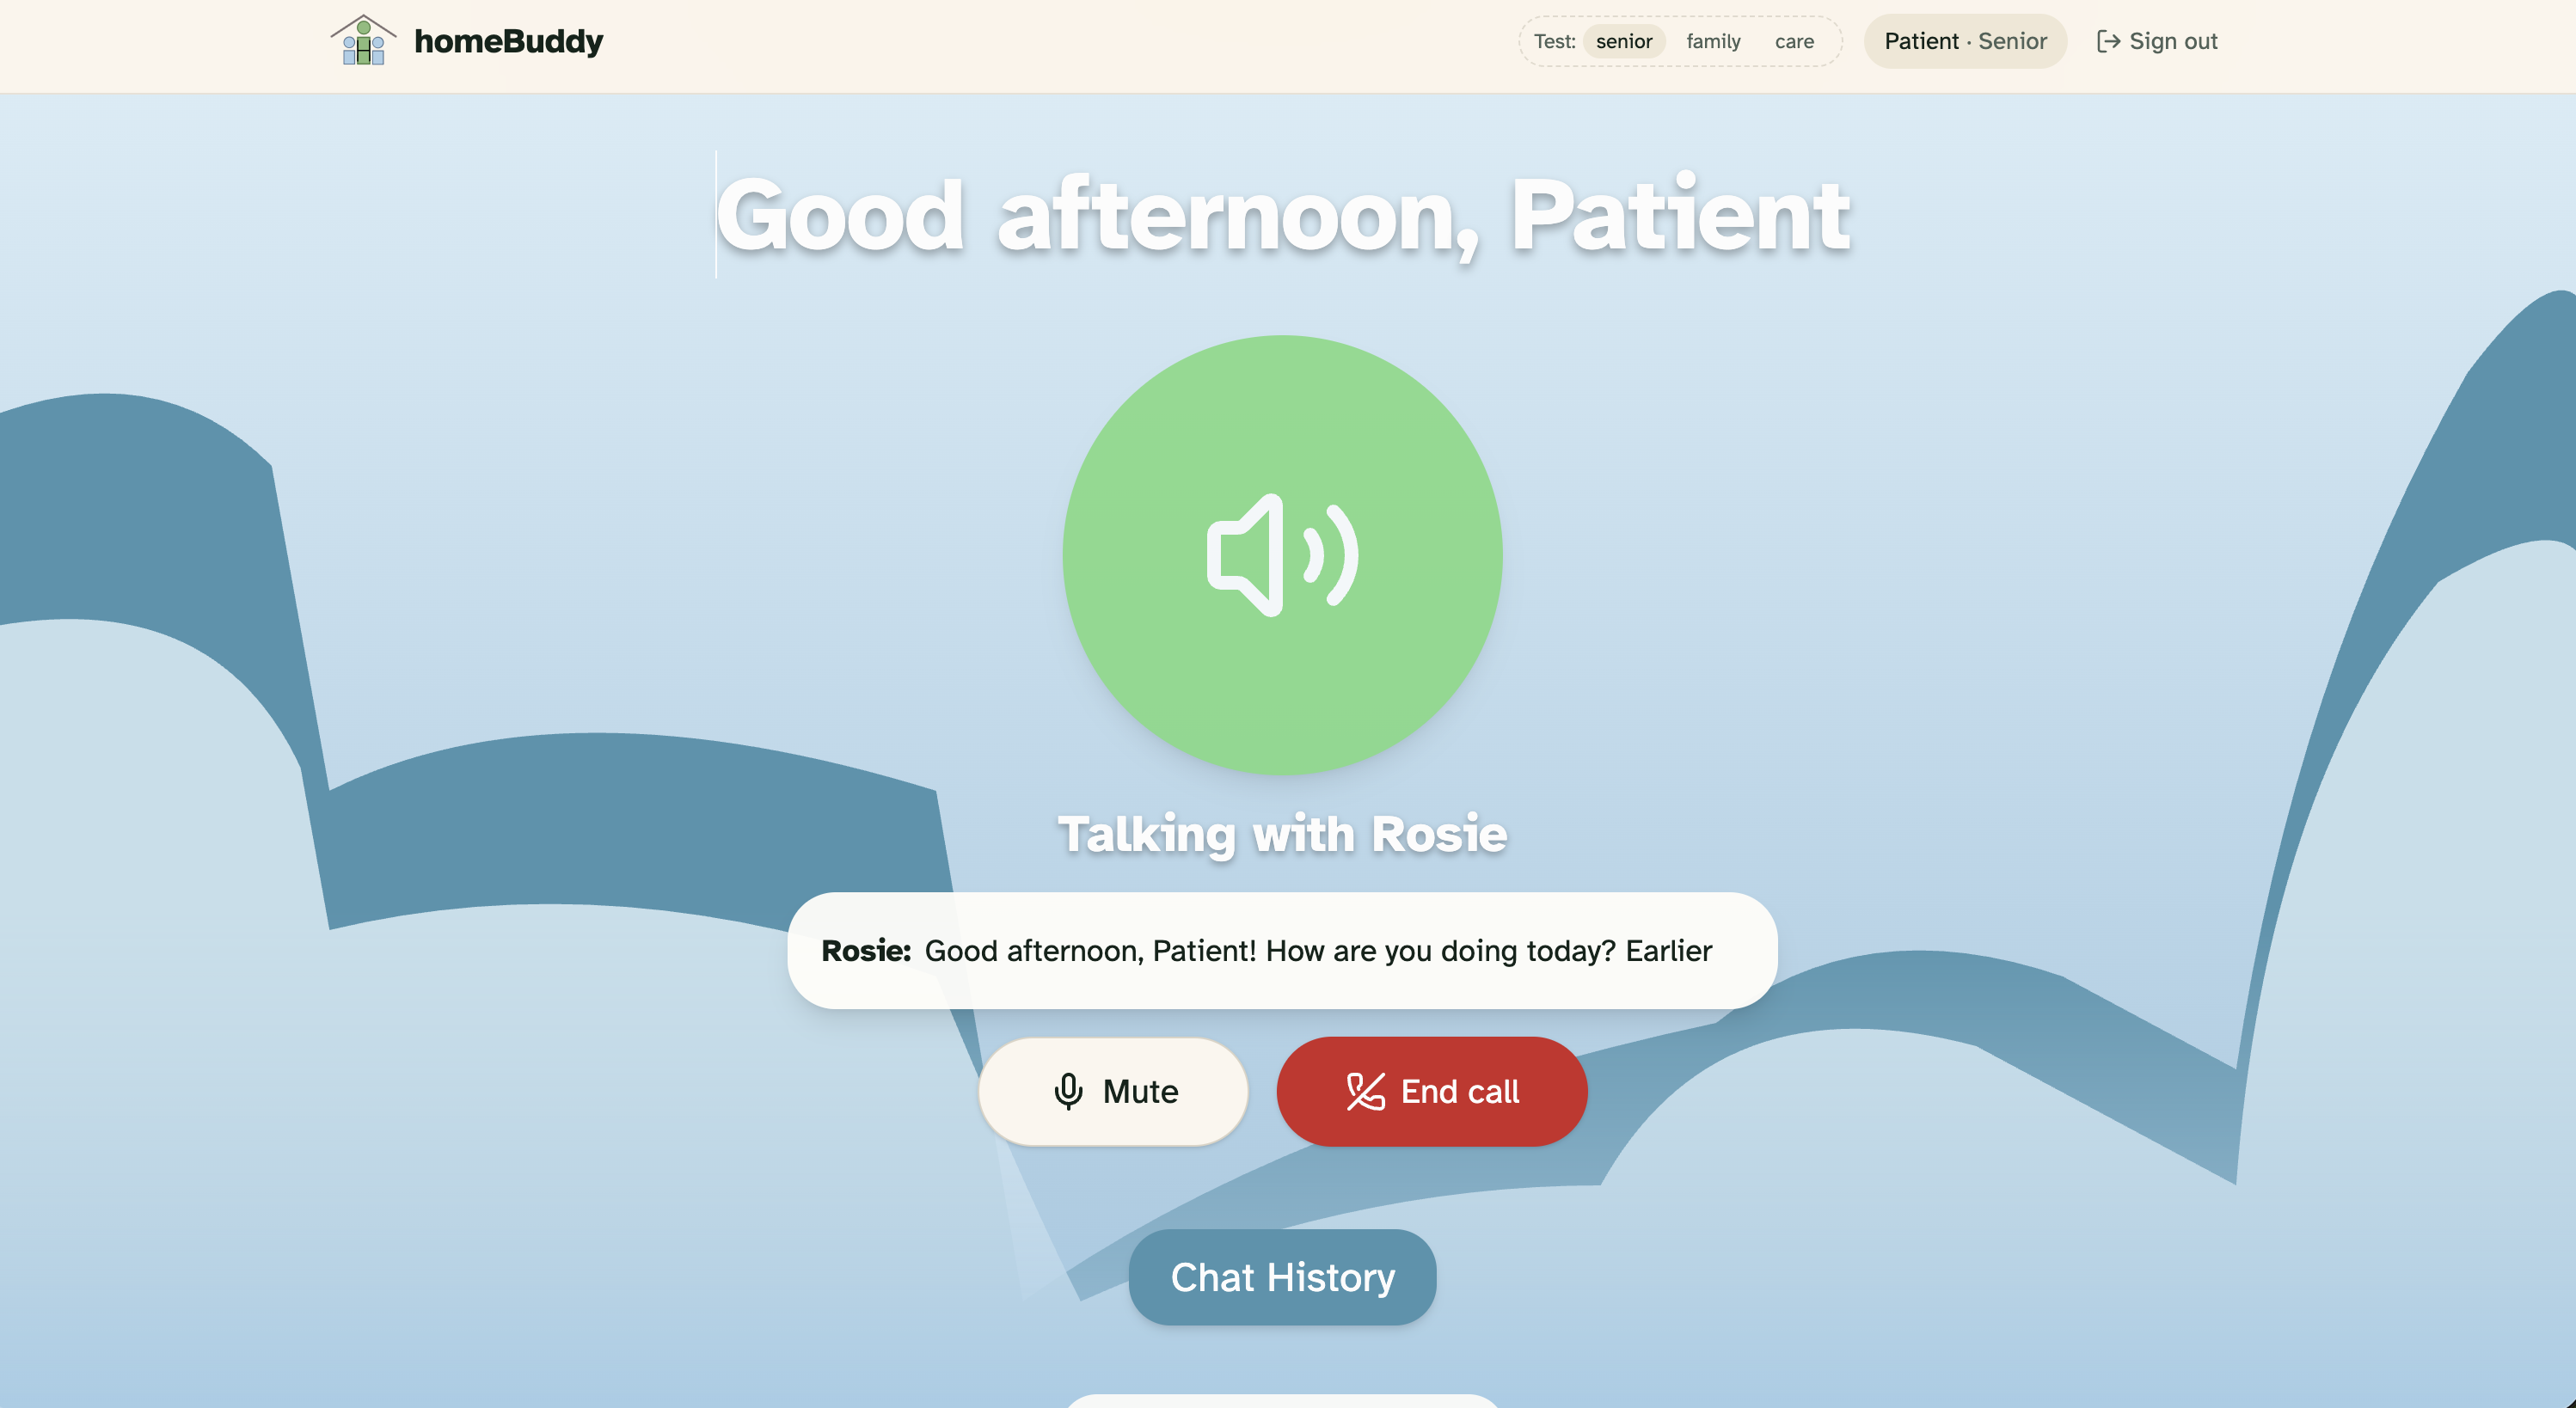 homeBuddy
Test: senior family care
Patient · Senior
Sign out
Good afternoon, Patient
Talking with Rosie
Rosie: Good afternoon, Patient! How are you doing today? Earlier
Mute
End call
Chat History